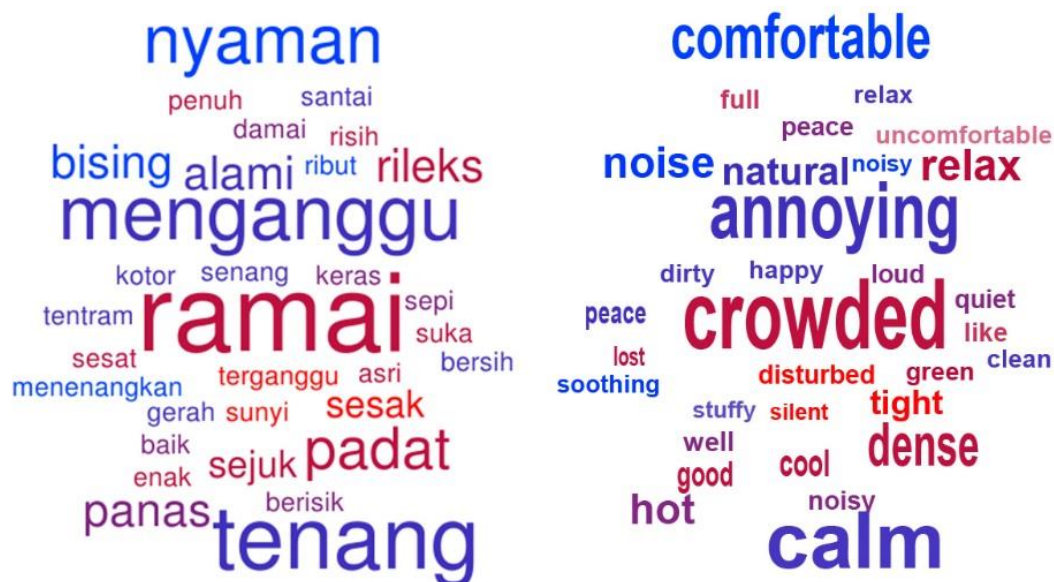 nyaman
penuh santai
damai risih
bising alami ribut rileks
menganggu
kotor senang keras
ramai sepi
tentram suka
sesat bersih
menenangkan terganggu asri
gerah sunyi sesak
baik padat
enak sejuk
panas berisik
tenang
comfortable
full relax
peace uncomfortable
noise natural noisy relax
annoying
dirty happy loud
peace crowded quiet
like
lost clean
soothing disturbed green
stuffy silent tight
well dense
good cool
hot noisy
calm